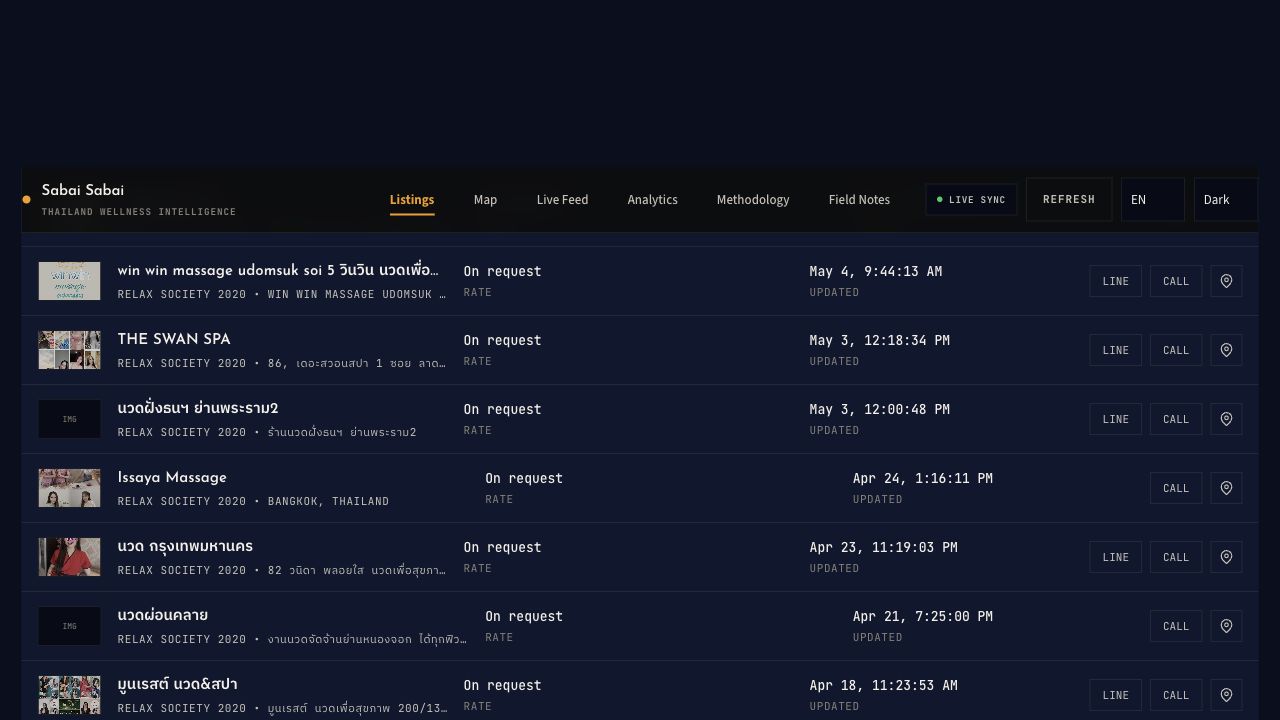 Sabai Sabai
THAILAND WELLNESS INTELLIGENCE
Listings
Map
Live Feed
Analytics
Methodology
Field Notes
LIVE SYNC
REFRESH
EN
Dark
win win massage udomsuk soi 5 วินวิน นวดเพื่อ…
RELAX SOCIETY 2020 • WIN WIN MASSAGE UDOMSUK …
On request
RATE
May 4, 9:44:13 AM
UPDATED
LINE
CALL
THE SWAN SPA
RELAX SOCIETY 2020 • 86, เดอะสวอนสปา 1 ซอย ลาด…
On request
RATE
May 3, 12:18:34 PM
UPDATED
LINE
CALL
IMG
นวดฝั่งธนฯ ย่านพระราม2
RELAX SOCIETY 2020 • ร้านนวดฝั่งธนฯ ย่านพระราม2
On request
RATE
May 3, 12:00:48 PM
UPDATED
LINE
CALL
Issaya Massage
RELAX SOCIETY 2020 • BANGKOK, THAILAND
On request
RATE
Apr 24, 1:16:11 PM
UPDATED
CALL
นวด กรุงเทพมหานคร
RELAX SOCIETY 2020 • 82 วนิดา พลอยใส นวดเพื่อสุขภา…
On request
RATE
Apr 23, 11:19:03 PM
UPDATED
LINE
CALL
IMG
นวดผ่อนคลาย
RELAX SOCIETY 2020 • งานนวดจัดจ้านย่านหนองจอก ได้ทุกฟิว…
On request
RATE
Apr 21, 7:25:00 PM
UPDATED
CALL
มูนเรสต์ นวด&สปา
RELAX SOCIETY 2020 • มูนเรสต์ นวดเพื่อสุขภาพ 200/13…
On request
RATE
Apr 18, 11:23:53 AM
UPDATED
LINE
CALL